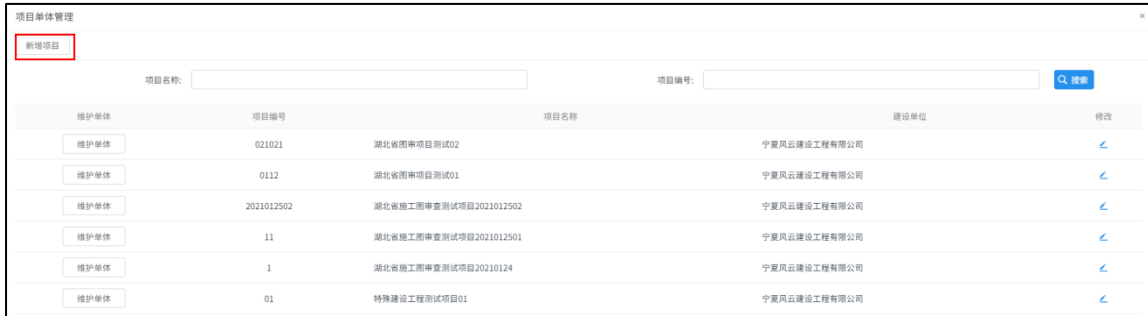 项目单体管理 ×
新增项目
项目名称: 项目编号: 搜索
维护单体 项目编号 项目名称 建设单位 修改
维护单体 021021 湖北省图审项目测试02 宁夏风云建设工程有限公司
维护单体 0112 湖北省图审项目测试01 宁夏风云建设工程有限公司
维护单体 2021012502 湖北省施工图审查测试项目2021012502 宁夏风云建设工程有限公司
维护单体 11 湖北省施工图审查测试项目2021012501 宁夏风云建设工程有限公司
维护单体 1 湖北省施工图审查测试项目20210124 宁夏风云建设工程有限公司
维护单体 01 特殊建设工程测试项目01 宁夏风云建设工程有限公司